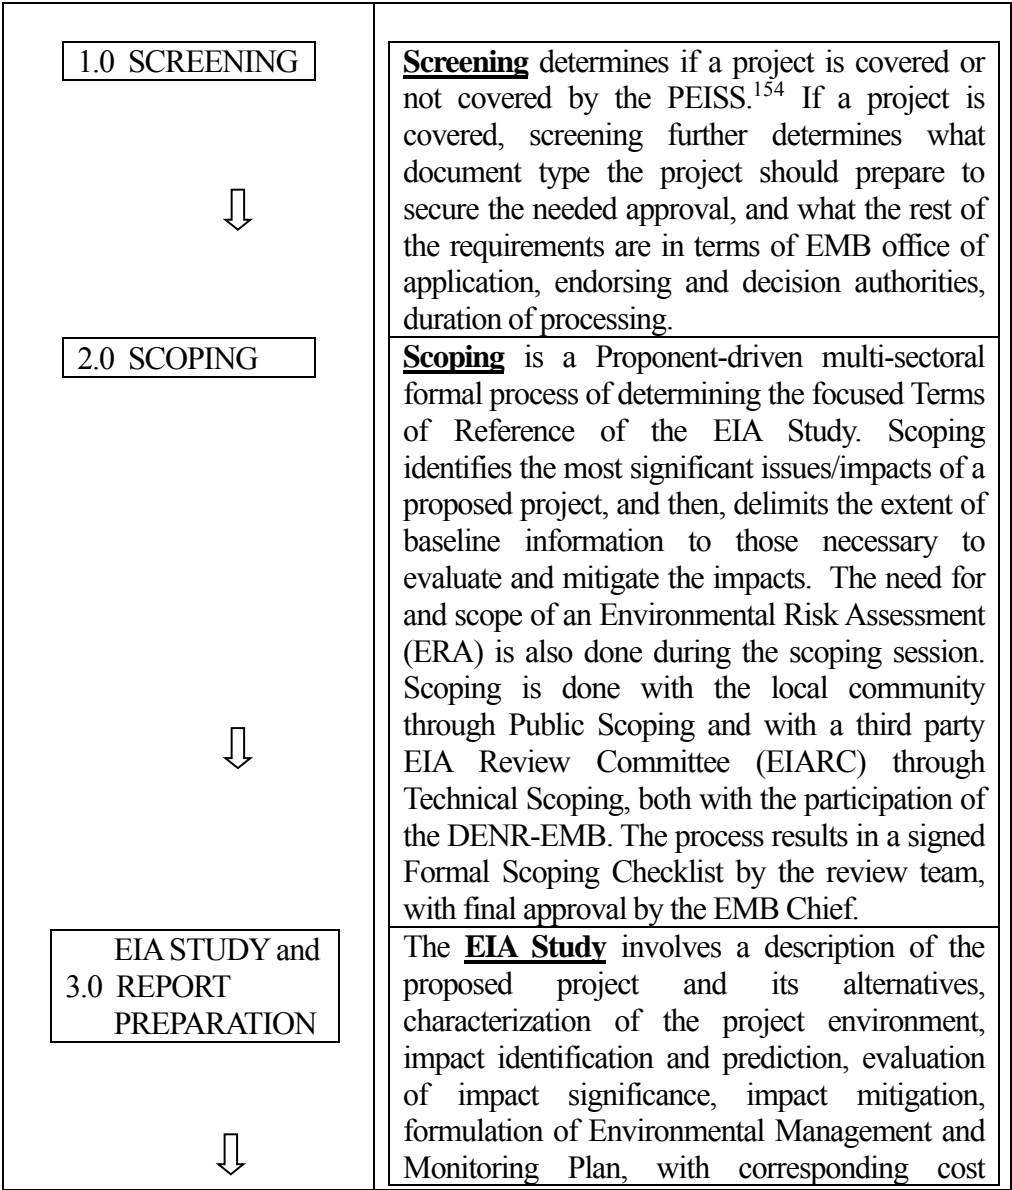 1.0 SCREENING
Screening determines if a project is covered or
not covered by the PEISS.154 If a project is
covered, screening further determines what
document type the project should prepare to
secure the needed approval, and what the rest of
the requirements are in terms of EMB office of
application, endorsing and decision authorities,
duration of processing.
2.0 SCOPING
Scoping is a Proponent-driven multi-sectoral
formal process of determining the focused Terms
of Reference of the EIA Study. Scoping
identifies the most significant issues/impacts of a
proposed project, and then, delimits the extent of
baseline information to those necessary to
evaluate and mitigate the impacts. The need for
and scope of an Environmental Risk Assessment
(ERA) is also done during the scoping session.
Scoping is done with the local community
through Public Scoping and with a third party
EIA Review Committee (EIARC) through
Technical Scoping, both with the participation of
the DENR-EMB. The process results in a signed
Formal Scoping Checklist by the review team,
with final approval by the EMB Chief.
EIA STUDY and
3.0 REPORT
PREPARATION
The EIA Study involves a description of the
proposed project and its alternatives,
characterization of the project environment,
impact identification and prediction, evaluation
of impact significance, impact mitigation,
formulation of Environmental Management and
Monitoring Plan, with corresponding cost